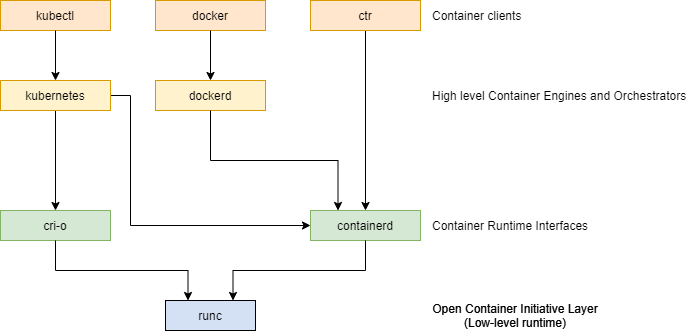 kubectl docker ctr Container clients
kubernetes dockerd High level Container Engines and Orchestrators
cri-o containerd Container Runtime Interfaces
runc Open Container Initiative Layer
(Low-level runtime)